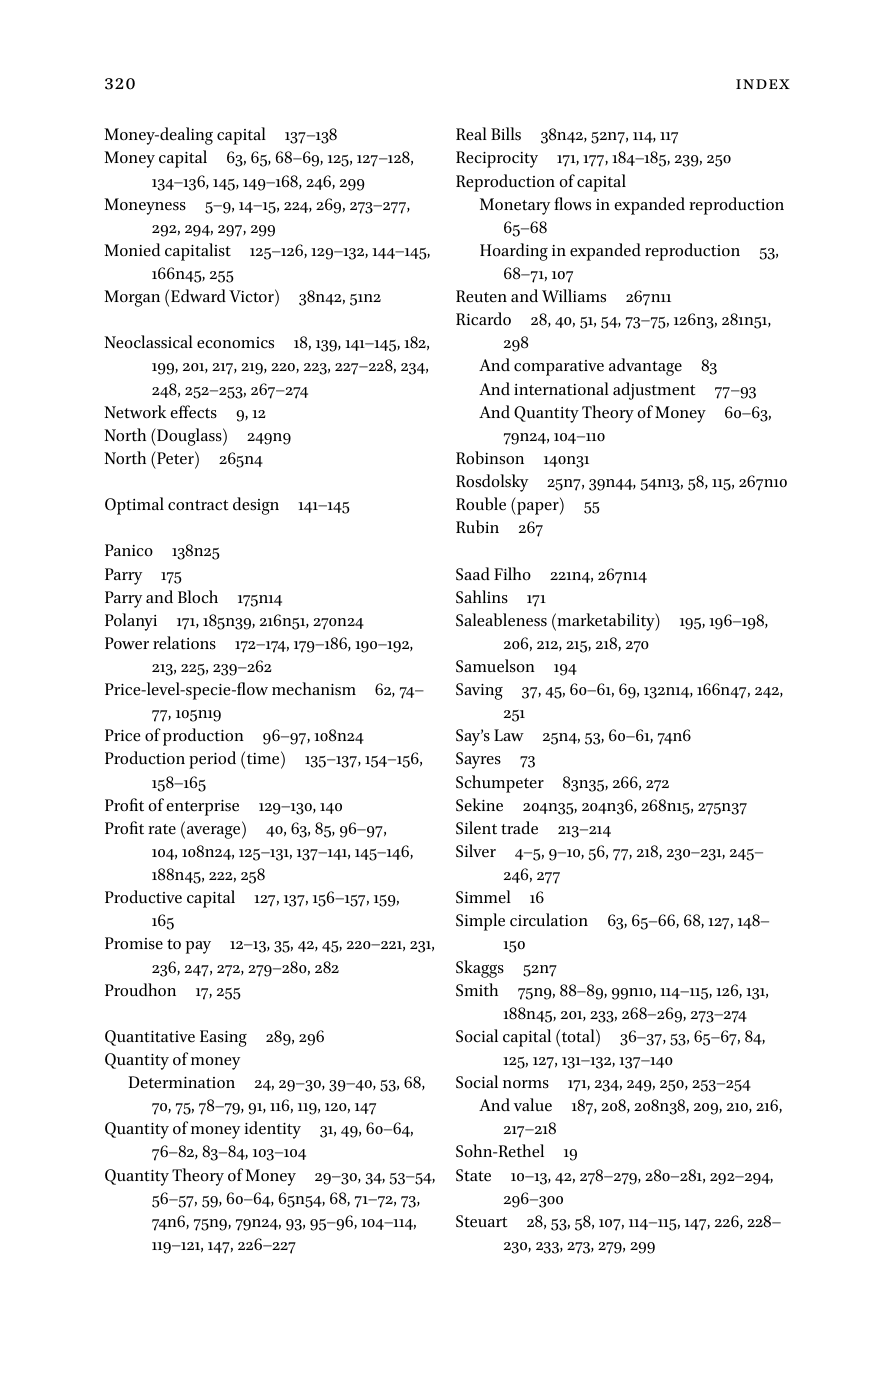 320
INDEX
Money-dealing capital 137–138
Money capital 63, 65, 68–69, 125, 127–128,
134–136, 145, 149–168, 246, 299
Moneyness 5–9, 14–15, 224, 269, 273–277,
292, 294, 297, 299
Monied capitalist 125–126, 129–132, 144–145,
166n45, 255
Morgan (Edward Victor) 38n42, 51n2
Neoclassical economics 18, 139, 141–145, 182,
199, 201, 217, 219, 220, 223, 227–228, 234,
248, 252–253, 267–274
Network effects 9, 12
North (Douglass) 249n9
North (Peter) 265n4
Optimal contract design 141–145
Panico 138n25
Parry 175
Parry and Bloch 175n14
Polanyi 171, 185n39, 216n51, 270n24
Power relations 172–174, 179–186, 190–192,
213, 225, 239–262
Price-level-specie-flow mechanism 62, 74–
77, 105n19
Price of production 96–97, 108n24
Production period (time) 135–137, 154–156,
158–165
Profit of enterprise 129–130, 140
Profit rate (average) 40, 63, 85, 96–97,
104, 108n24, 125–131, 137–141, 145–146,
188n45, 222, 258
Productive capital 127, 137, 156–157, 159,
165
Promise to pay 12–13, 35, 42, 45, 220–221, 231,
236, 247, 272, 279–280, 282
Proudhon 17, 255
Quantitative Easing 289, 296
Quantity of money
Determination 24, 29–30, 39–40, 53, 68,
70, 75, 78–79, 91, 116, 119, 120, 147
Quantity of money identity 31, 49, 60–64,
76–82, 83–84, 103–104
Quantity Theory of Money 29–30, 34, 53–54,
56–57, 59, 60–64, 65n54, 68, 71–72, 73,
74n6, 75n9, 79n24, 93, 95–96, 104–114,
119–121, 147, 226–227
Real Bills 38n42, 52n7, 114, 117
Reciprocity 171, 177, 184–185, 239, 250
Reproduction of capital
Monetary flows in expanded reproduction
65–68
Hoarding in expanded reproduction 53,
68–71, 107
Reuten and Williams 267n11
Ricardo 28, 40, 51, 54, 73–75, 126n3, 281n51,
298
And comparative advantage 83
And international adjustment 77–93
And Quantity Theory of Money 60–63,
79n24, 104–110
Robinson 140n31
Rosdolsky 25n7, 39n44, 54n13, 58, 115, 267n10
Rouble (paper) 55
Rubin 267
Saad Filho 221n4, 267n14
Sahlins 171
Saleableness (marketability) 195, 196–198,
206, 212, 215, 218, 270
Samuelson 194
Saving 37, 45, 60–61, 69, 132n14, 166n47, 242,
251
Say's Law 25n4, 53, 60–61, 74n6
Sayres 73
Schumpeter 83n35, 266, 272
Sekine 204n35, 204n36, 268n15, 275n37
Silent trade 213–214
Silver 4–5, 9–10, 56, 77, 218, 230–231, 245–
246, 277
Simmel 16
Simple circulation 63, 65–66, 68, 127, 148–
150
Skaggs 52n7
Smith 75n9, 88–89, 99n10, 114–115, 126, 131,
188n45, 201, 233, 268–269, 273–274
Social capital (total) 36–37, 53, 65–67, 84,
125, 127, 131–132, 137–140
Social norms 171, 234, 249, 250, 253–254
And value 187, 208, 208n38, 209, 210, 216,
217–218
Sohn-Rethel 19
State 10–13, 42, 278–279, 280–281, 292–294,
296–300
Steuart 28, 53, 58, 107, 114–115, 147, 226, 228–
230, 233, 273, 279, 299